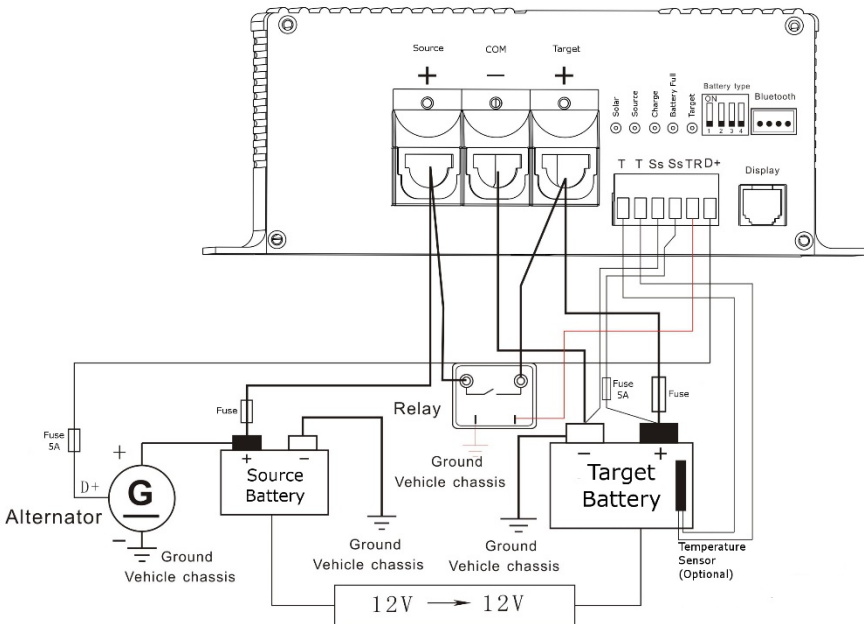 Source
COM
Target
+
−
+
Solar
Source
Charge
Battery Full
Target
Battery type
ON
1 2 3 4
Bluetooth
T T Ss Ss TR D+
Display
Fuse
5A
Fuse
Relay
Fuse
5A
Fuse
+
D+
G
Alternator
−
Ground
Vehicle chassis
+ −
Source
Battery
Ground
Vehicle chassis
Ground
Vehicle chassis
Ground
Vehicle chassis
− +
Target
Battery
Temperature
Sensor
(Optional)
12V → 12V